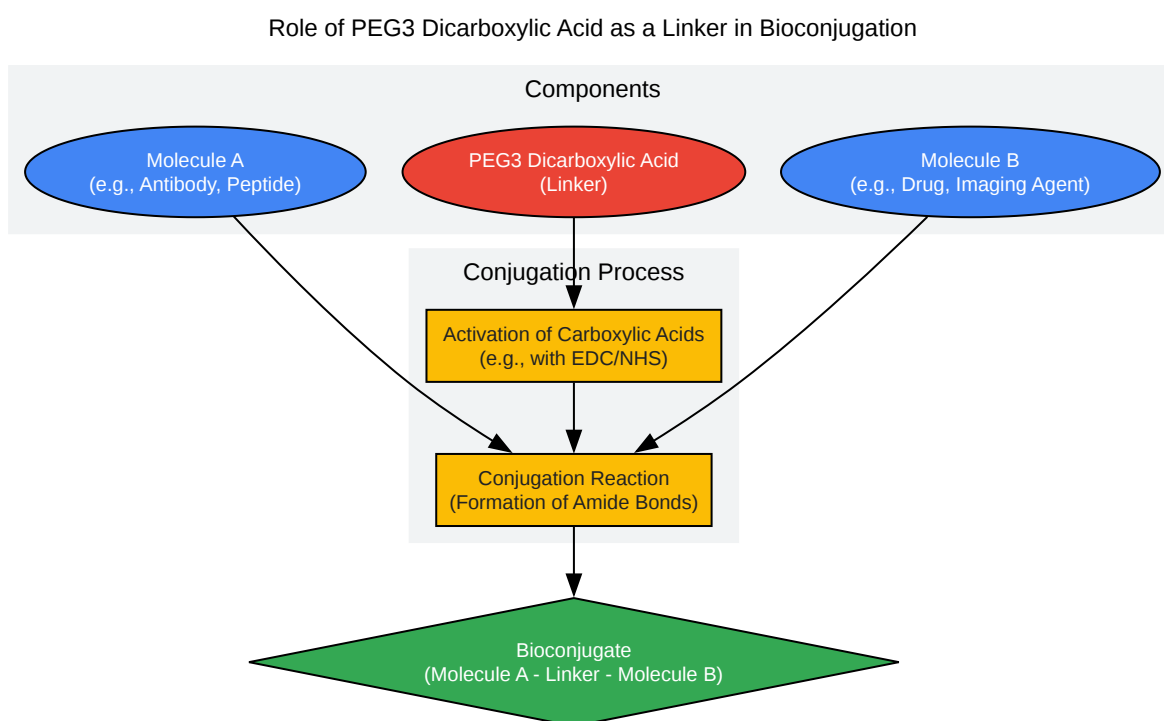 Role of PEG3 Dicarboxylic Acid as a Linker in Bioconjugation
Components
Molecule A
(e.g., Antibody, Peptide)
PEG3 Dicarboxylic Acid
(Linker)
Molecule B
(e.g., Drug, Imaging Agent)
Conjugation Process
Activation of Carboxylic Acids
(e.g., with EDC/NHS)
Conjugation Reaction
(Formation of Amide Bonds)
Bioconjugate
(Molecule A - Linker - Molecule B)